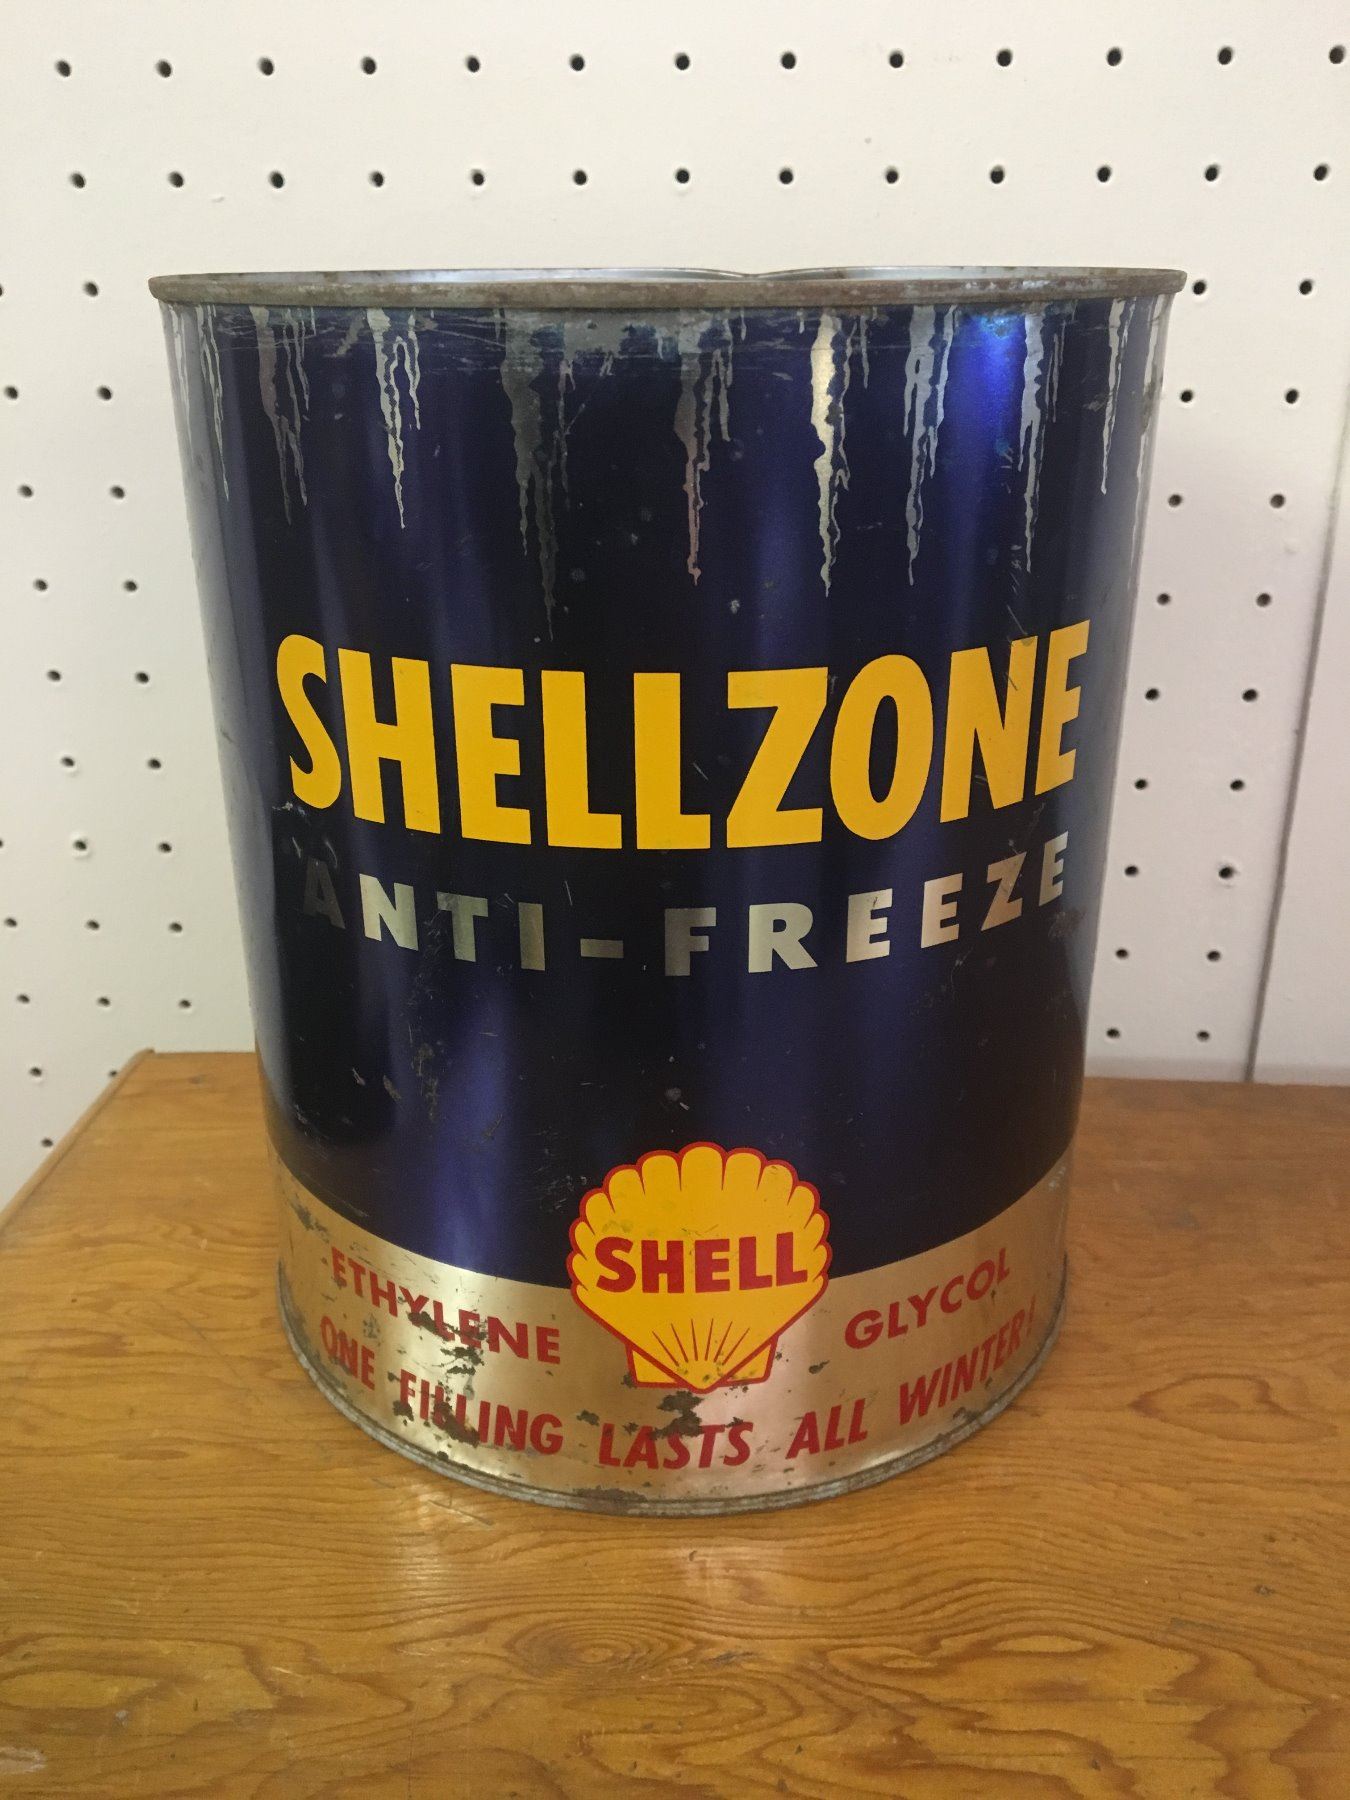 SHELLZONE
ANTI-FREEZE
SHELL
ETHYLENE GLYCOL
ONE FILLING LASTS ALL WINTER!